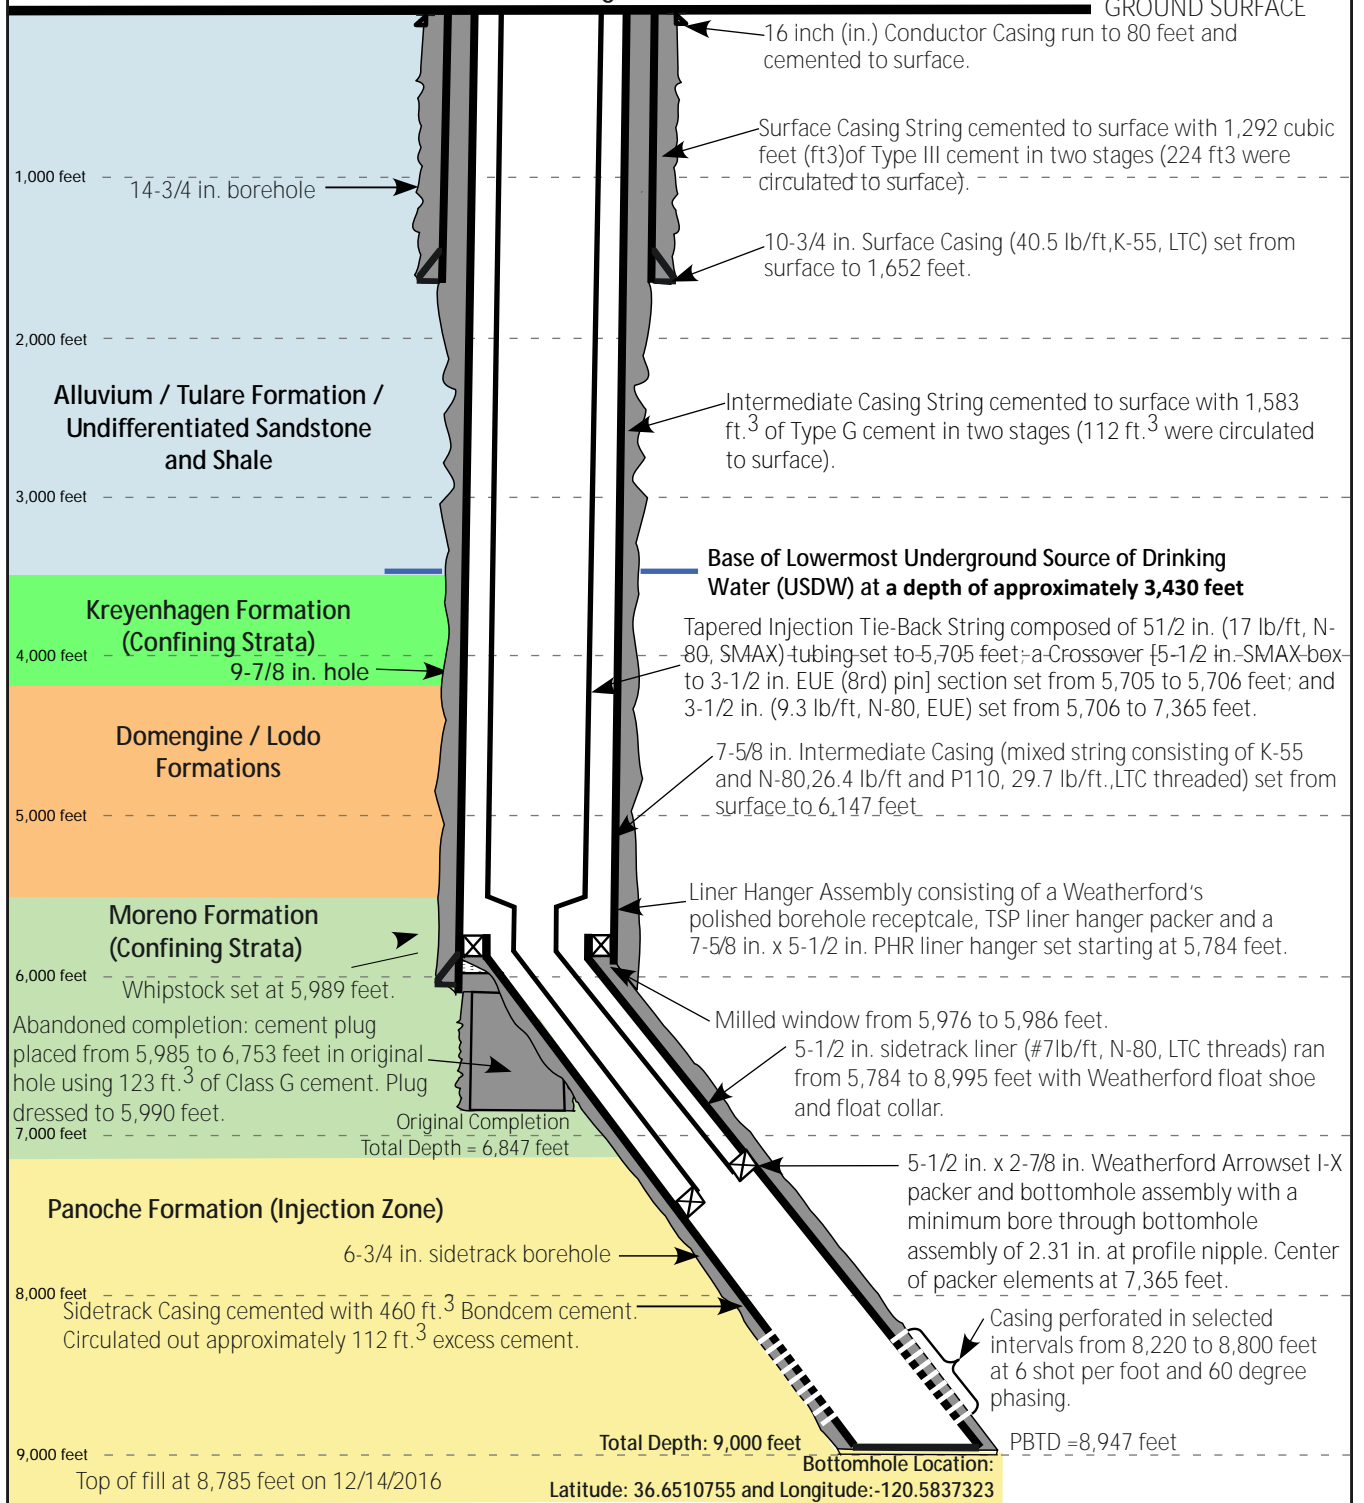 GROUND SURFACE
16 inch (in.) Conductor Casing run to 80 feet and
cemented to surface.
Surface Casing String cemented to surface with 1,292 cubic
feet (ft3)of Type III cement in two stages (224 ft3 were
circulated to surface).
1,000 feet
14-3/4 in. borehole
10-3/4 in. Surface Casing (40.5 lb/ft,K-55, LTC) set from
surface to 1,652 feet.
2,000 feet
Alluvium / Tulare Formation /
Undifferentiated Sandstone
and Shale
Intermediate Casing String cemented to surface with 1,583
ft.3 of Type G cement in two stages (112 ft.3 were circulated
to surface).
3,000 feet
Base of Lowermost Underground Source of Drinking
Water (USDW) at a depth of approximately 3,430 feet
Kreyenhagen Formation
(Confining Strata)
4,000 feet
9-7/8 in. hole
Tapered Injection Tie-Back String composed of 51/2 in. (17 lb/ft, N-
80, SMAX) tubing set to 5,705 feet; a Crossover [5-1/2 in. SMAX box
to 3-1/2 in. EUE (8rd) pin] section set from 5,705 to 5,706 feet; and
3-1/2 in. (9.3 lb/ft, N-80, EUE) set from 5,706 to 7,365 feet.
Domengine / Lodo
Formations
7-5/8 in. Intermediate Casing (mixed string consisting of K-55
and N-80,26.4 lb/ft and P110, 29.7 lb/ft.,LTC threaded) set from
surface to 6,147 feet
5,000 feet
Liner Hanger Assembly consisting of a Weatherford's
polished borehole receptcale, TSP liner hanger packer and a
7-5/8 in. x 5-1/2 in. PHR liner hanger set starting at 5,784 feet.
Moreno Formation
(Confining Strata)
6,000 feet
Whipstock set at 5,989 feet.
Milled window from 5,976 to 5,986 feet.
Abandoned completion: cement plug
placed from 5,985 to 6,753 feet in original
hole using 123 ft.3 of Class G cement. Plug
dressed to 5,990 feet.
5-1/2 in. sidetrack liner (#7lb/ft, N-80, LTC threads) ran
from 5,784 to 8,995 feet with Weatherford float shoe
and float collar.
Original Completion
Total Depth = 6,847 feet
7,000 feet
5-1/2 in. x 2-7/8 in. Weatherford Arrowset I-X
packer and bottomhole assembly with a
minimum bore through bottomhole
assembly of 2.31 in. at profile nipple. Center
of packer elements at 7,365 feet.
Panoche Formation (Injection Zone)
6-3/4 in. sidetrack borehole
8,000 feet
Sidetrack Casing cemented with 460 ft.3 Bondcem cement.
Circulated out approximately 112 ft.3 excess cement.
Casing perforated in selected
intervals from 8,220 to 8,800 feet
at 6 shot per foot and 60 degree
phasing.
Total Depth: 9,000 feet
PBTD =8,947 feet
9,000 feet
Top of fill at 8,785 feet on 12/14/2016
Bottomhole Location:
Latitude: 36.6510755 and Longitude:-120.5837323